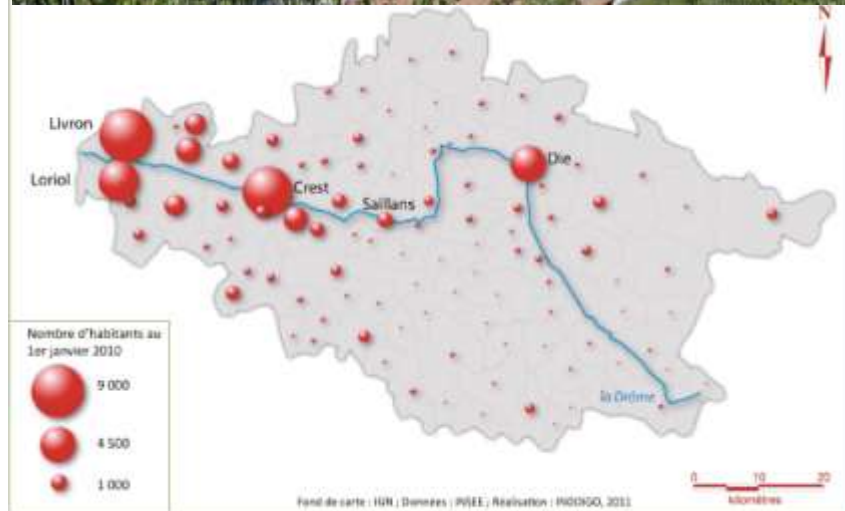 N
Livron
Loriol
Crest
Saillans
Die
la Drôme
Nombre d'habitants au
1er janvier 2010
9 000
4 500
1 000
0 10 20
kilomètres
Fond de carte : IGN ; Données : INSEE ; Réalisation : INDDIGO, 2011